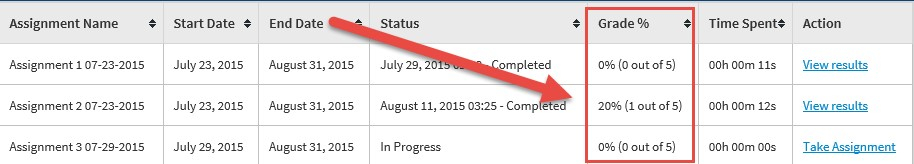 Assignment Name Start Date End Date Status Grade % Time Spent Action
Assignment 1 07-23-2015 July 23, 2015 August 31, 2015 July 29, 2015 - Completed 0% (0 out of 5) 00h 00m 11s View results
Assignment 2 07-23-2015 July 23, 2015 August 31, 2015 August 11, 2015 03:25 - Completed 20% (1 out of 5) 00h 00m 12s View results
Assignment 3 07-29-2015 July 29, 2015 August 31, 2015 In Progress 0% (0 out of 5) 00h 00m 00s Take Assignment